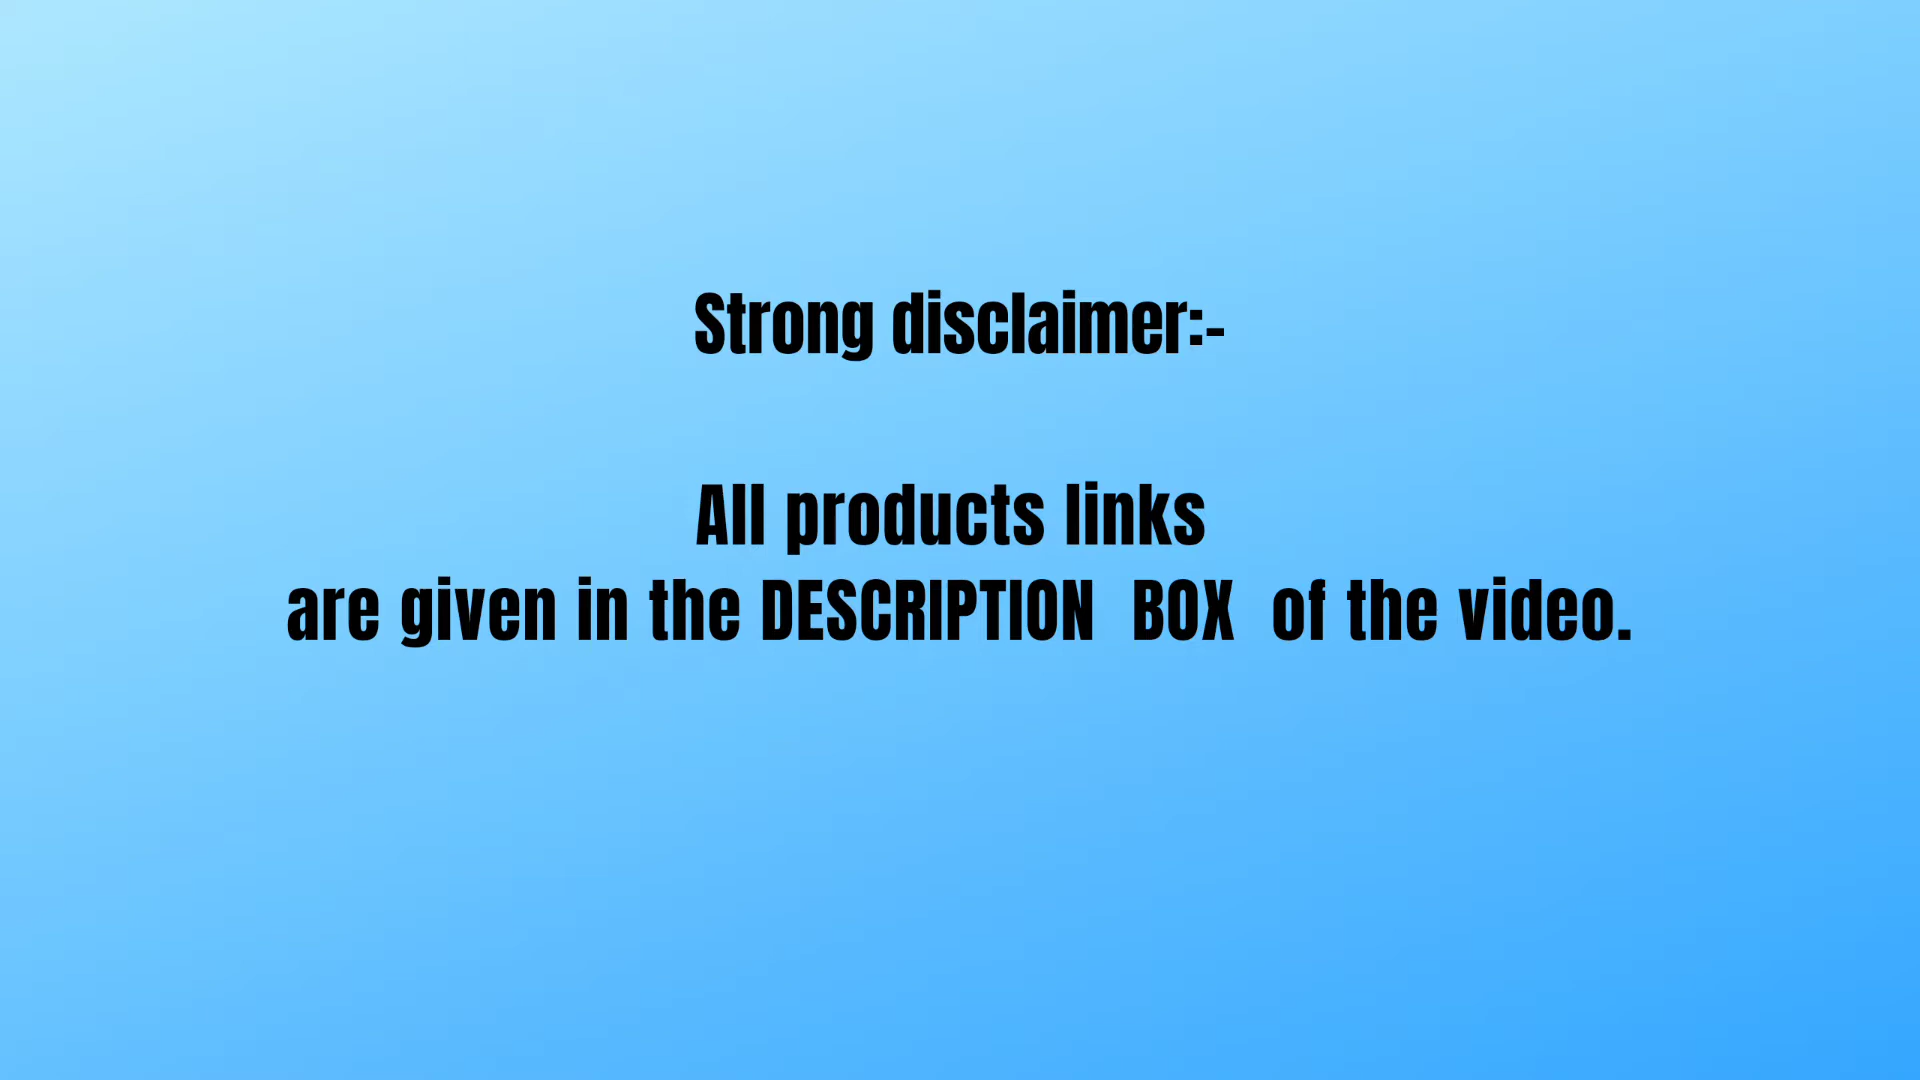 Strong disclaimer:-
All products links
are given in the DESCRIPTION BOX of the video.